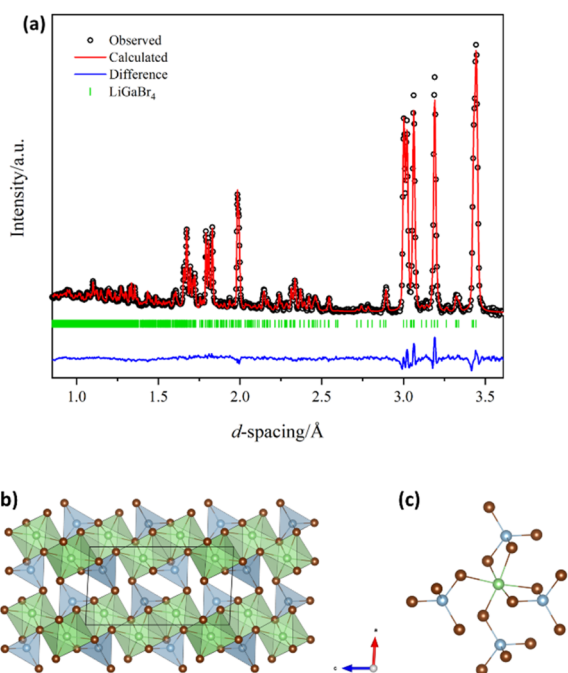 (a)
Observed
Calculated
Difference
LiGaBr4
Intensity/a.u.
1.0 1.5 2.0 2.5 3.0 3.5
d-spacing/Å
b) (c)
c